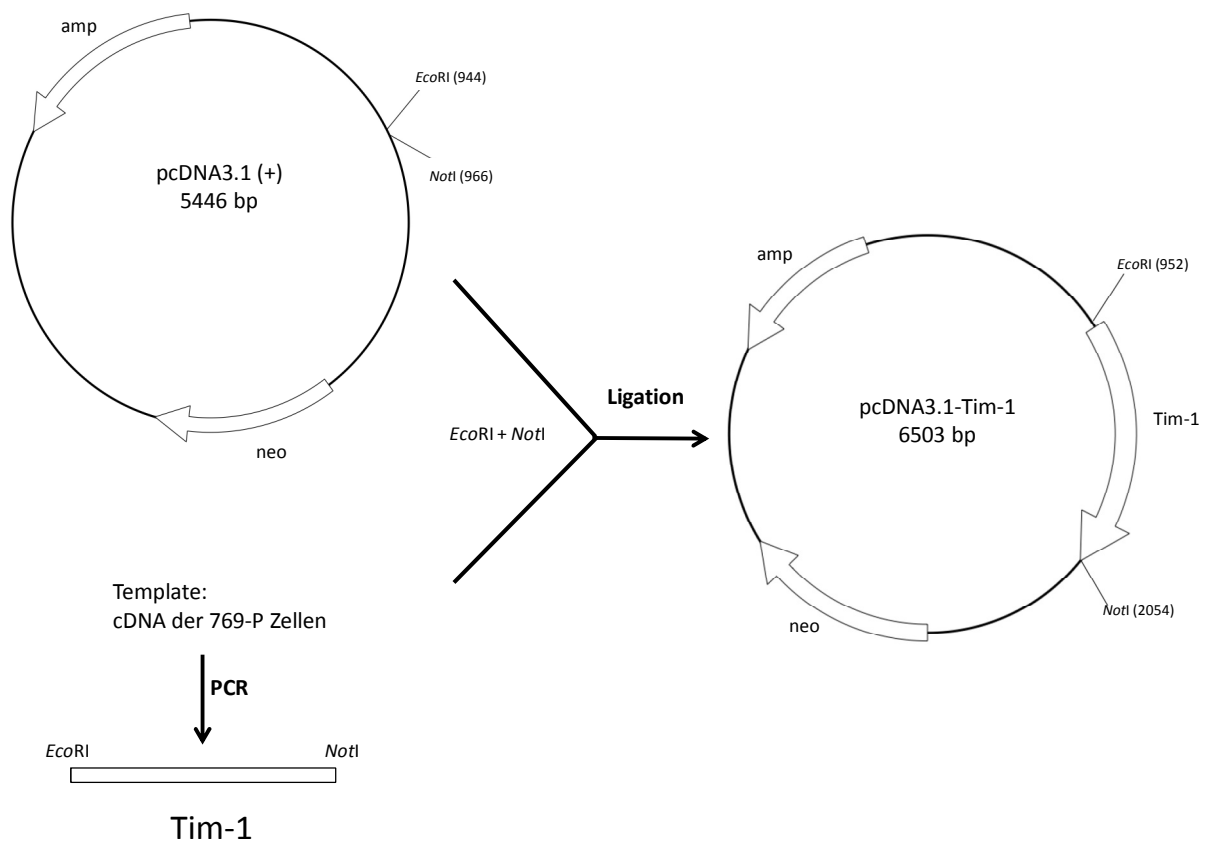 amp
EcoRI (944)
NotI (966)
pcDNA3.1 (+)
5446 bp
neo
EcoRI + NotI
Ligation
amp
EcoRI (952)
pcDNA3.1-Tim-1
6503 bp
Tim-1
neo
NotI (2054)
Template:
cDNA der 769-P Zellen
PCR
EcoRI NotI
Tim-1